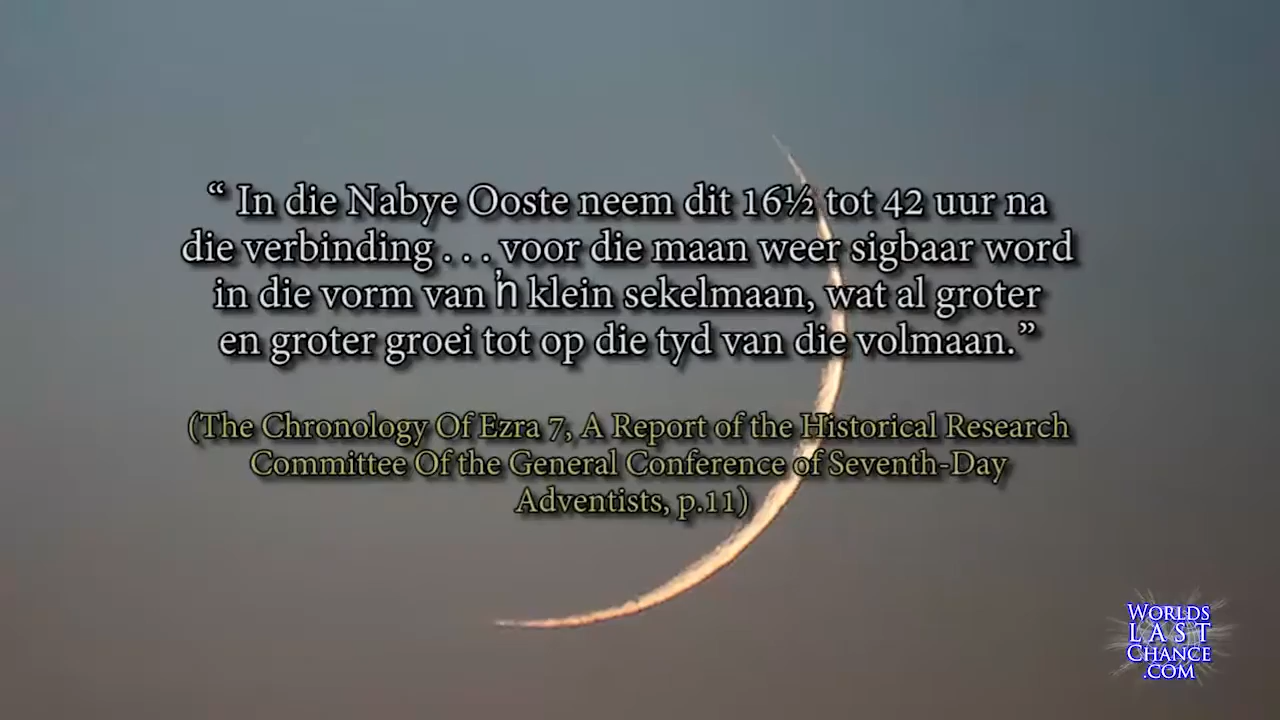 “ In die Nabye Ooste neem dit 16½ tot 42 uur na
die verbinding . . . voor die maan weer sigbaar word
in die vorm van ŉ klein sekelmaan, wat al groter
en groter groei tot op die tyd van die volmaan.”
(The Chronology Of Ezra 7, A Report of the Historical Research
Committee Of the General Conference of Seventh-Day
Adventists, p.11)
WORLDS
LAST
CHANCE
.COM